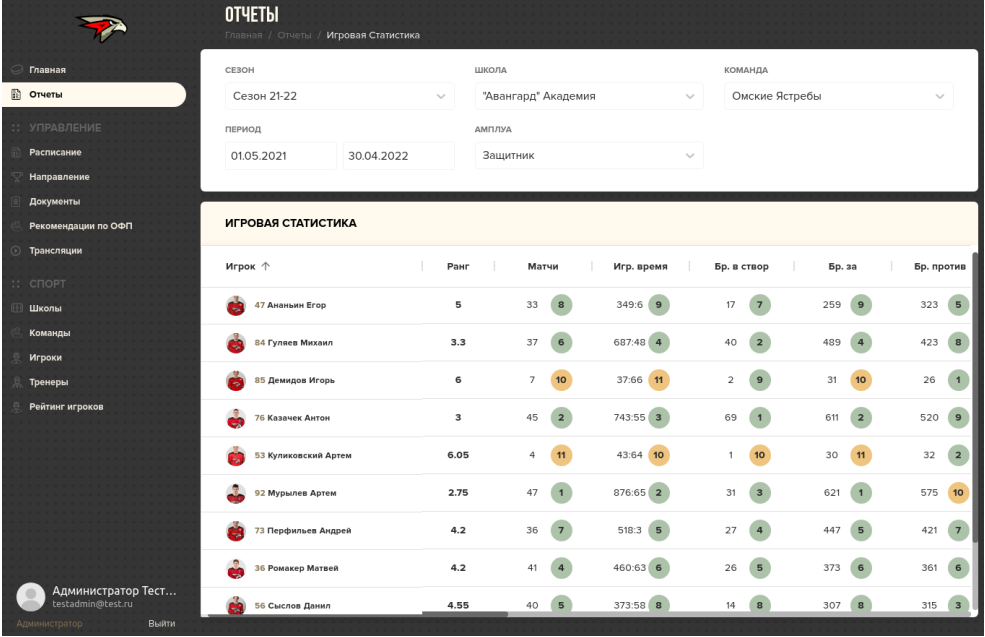 ОТЧЕТЫ
Главная / Отчеты / Игровая Статистика
Главная
Отчеты
УПРАВЛЕНИЕ
Расписание
Направление
Документы
Рекомендации по ОФП
Трансляции
СПОРТ
Школы
Команды
Игроки
Тренеры
Рейтинг игроков
Администратор Тест...
testadmin@test.ru
Администратор Выйти
СЕЗОН ШКОЛА КОМАНДА
Сезон 21-22 "Авангард" Академия Омские Ястребы
ПЕРИОД АМПЛУА
01.05.2021 30.04.2022 Защитник
ИГРОВАЯ СТАТИСТИКА
Игрок ↑ Ранг Матчи Игр. время Бр. в створ Бр. за Бр. против
47 Ананьин Егор 5 33 8 349:6 9 17 7 259 9 323 5
84 Гуляев Михаил 3.3 37 6 687:48 4 40 2 489 4 423 8
85 Демидов Игорь 6 7 10 37:66 11 2 9 31 10 26 1
76 Казачек Антон 3 45 2 743:55 3 69 1 611 2 520 9
53 Куликовский Артем 6.05 4 11 43:64 10 1 10 30 11 32 2
92 Мурылев Артем 2.75 47 1 876:65 2 31 3 621 1 575 10
73 Перфильев Андрей 4.2 36 7 518:3 5 27 4 447 5 421 7
36 Ромакер Матвей 4.2 41 4 460:63 6 26 5 373 6 361 6
56 Сыслов Данил 4.55 40 5 373:58 8 14 8 307 8 315 3